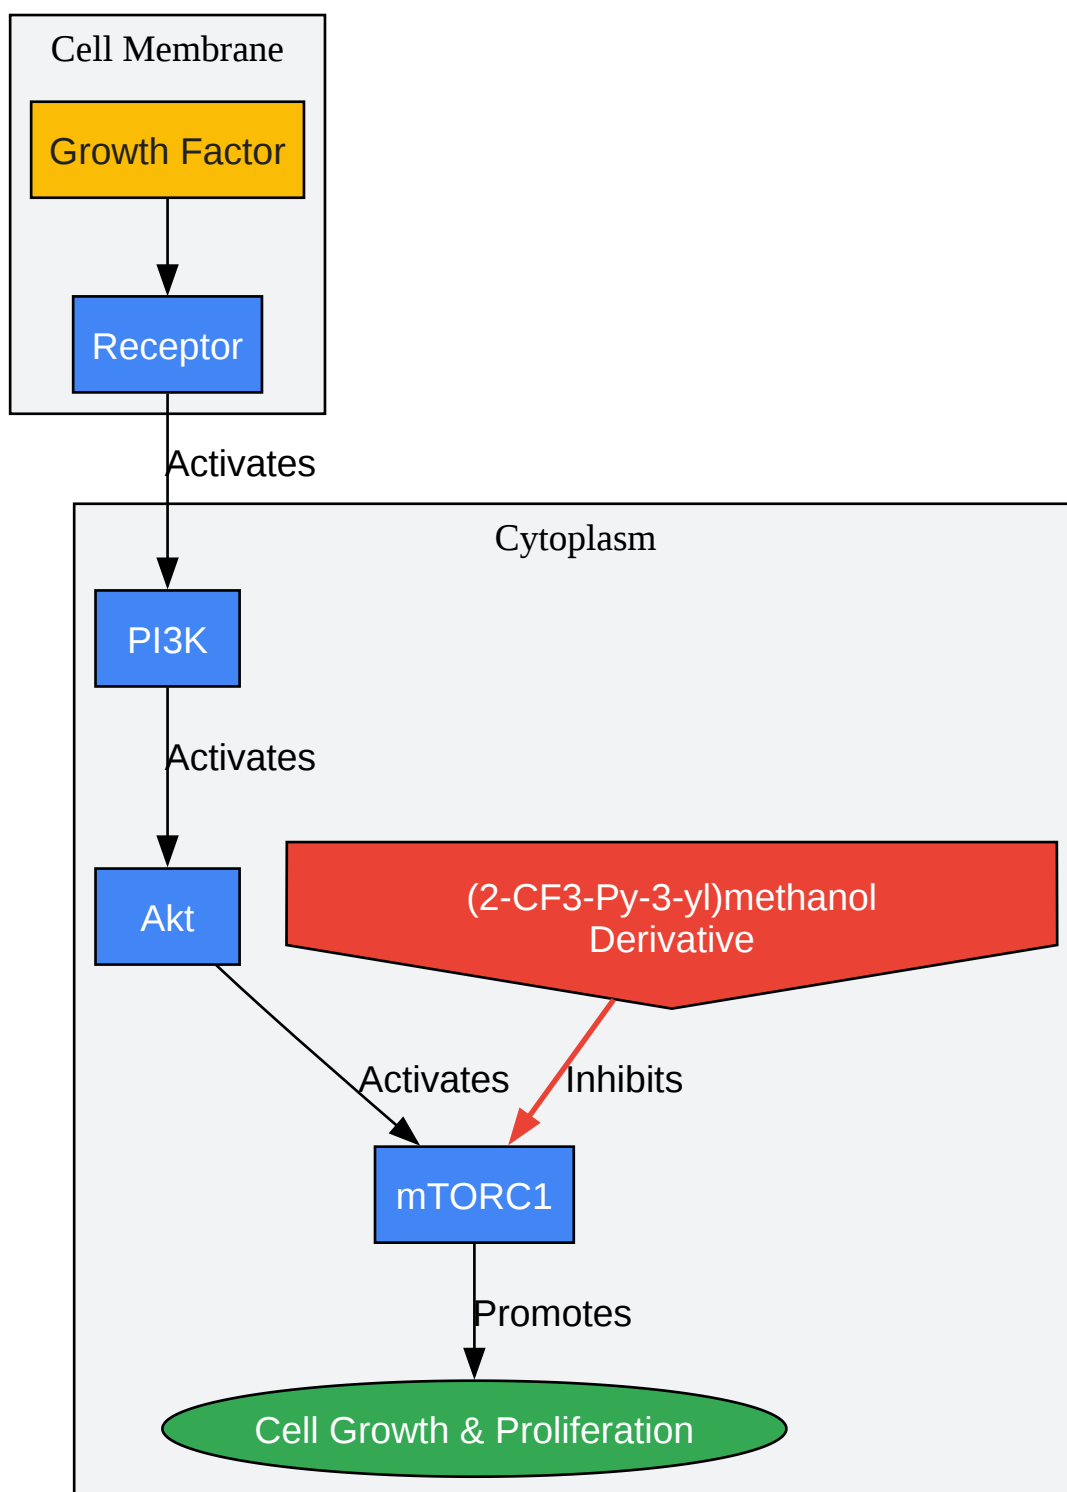 Cell Membrane
Growth Factor
Receptor
Activates
Cytoplasm
PI3K
Activates
Akt
(2-CF3-Py-3-yl)methanol
Derivative
Activates
Inhibits
mTORC1
Promotes
Cell Growth & Proliferation